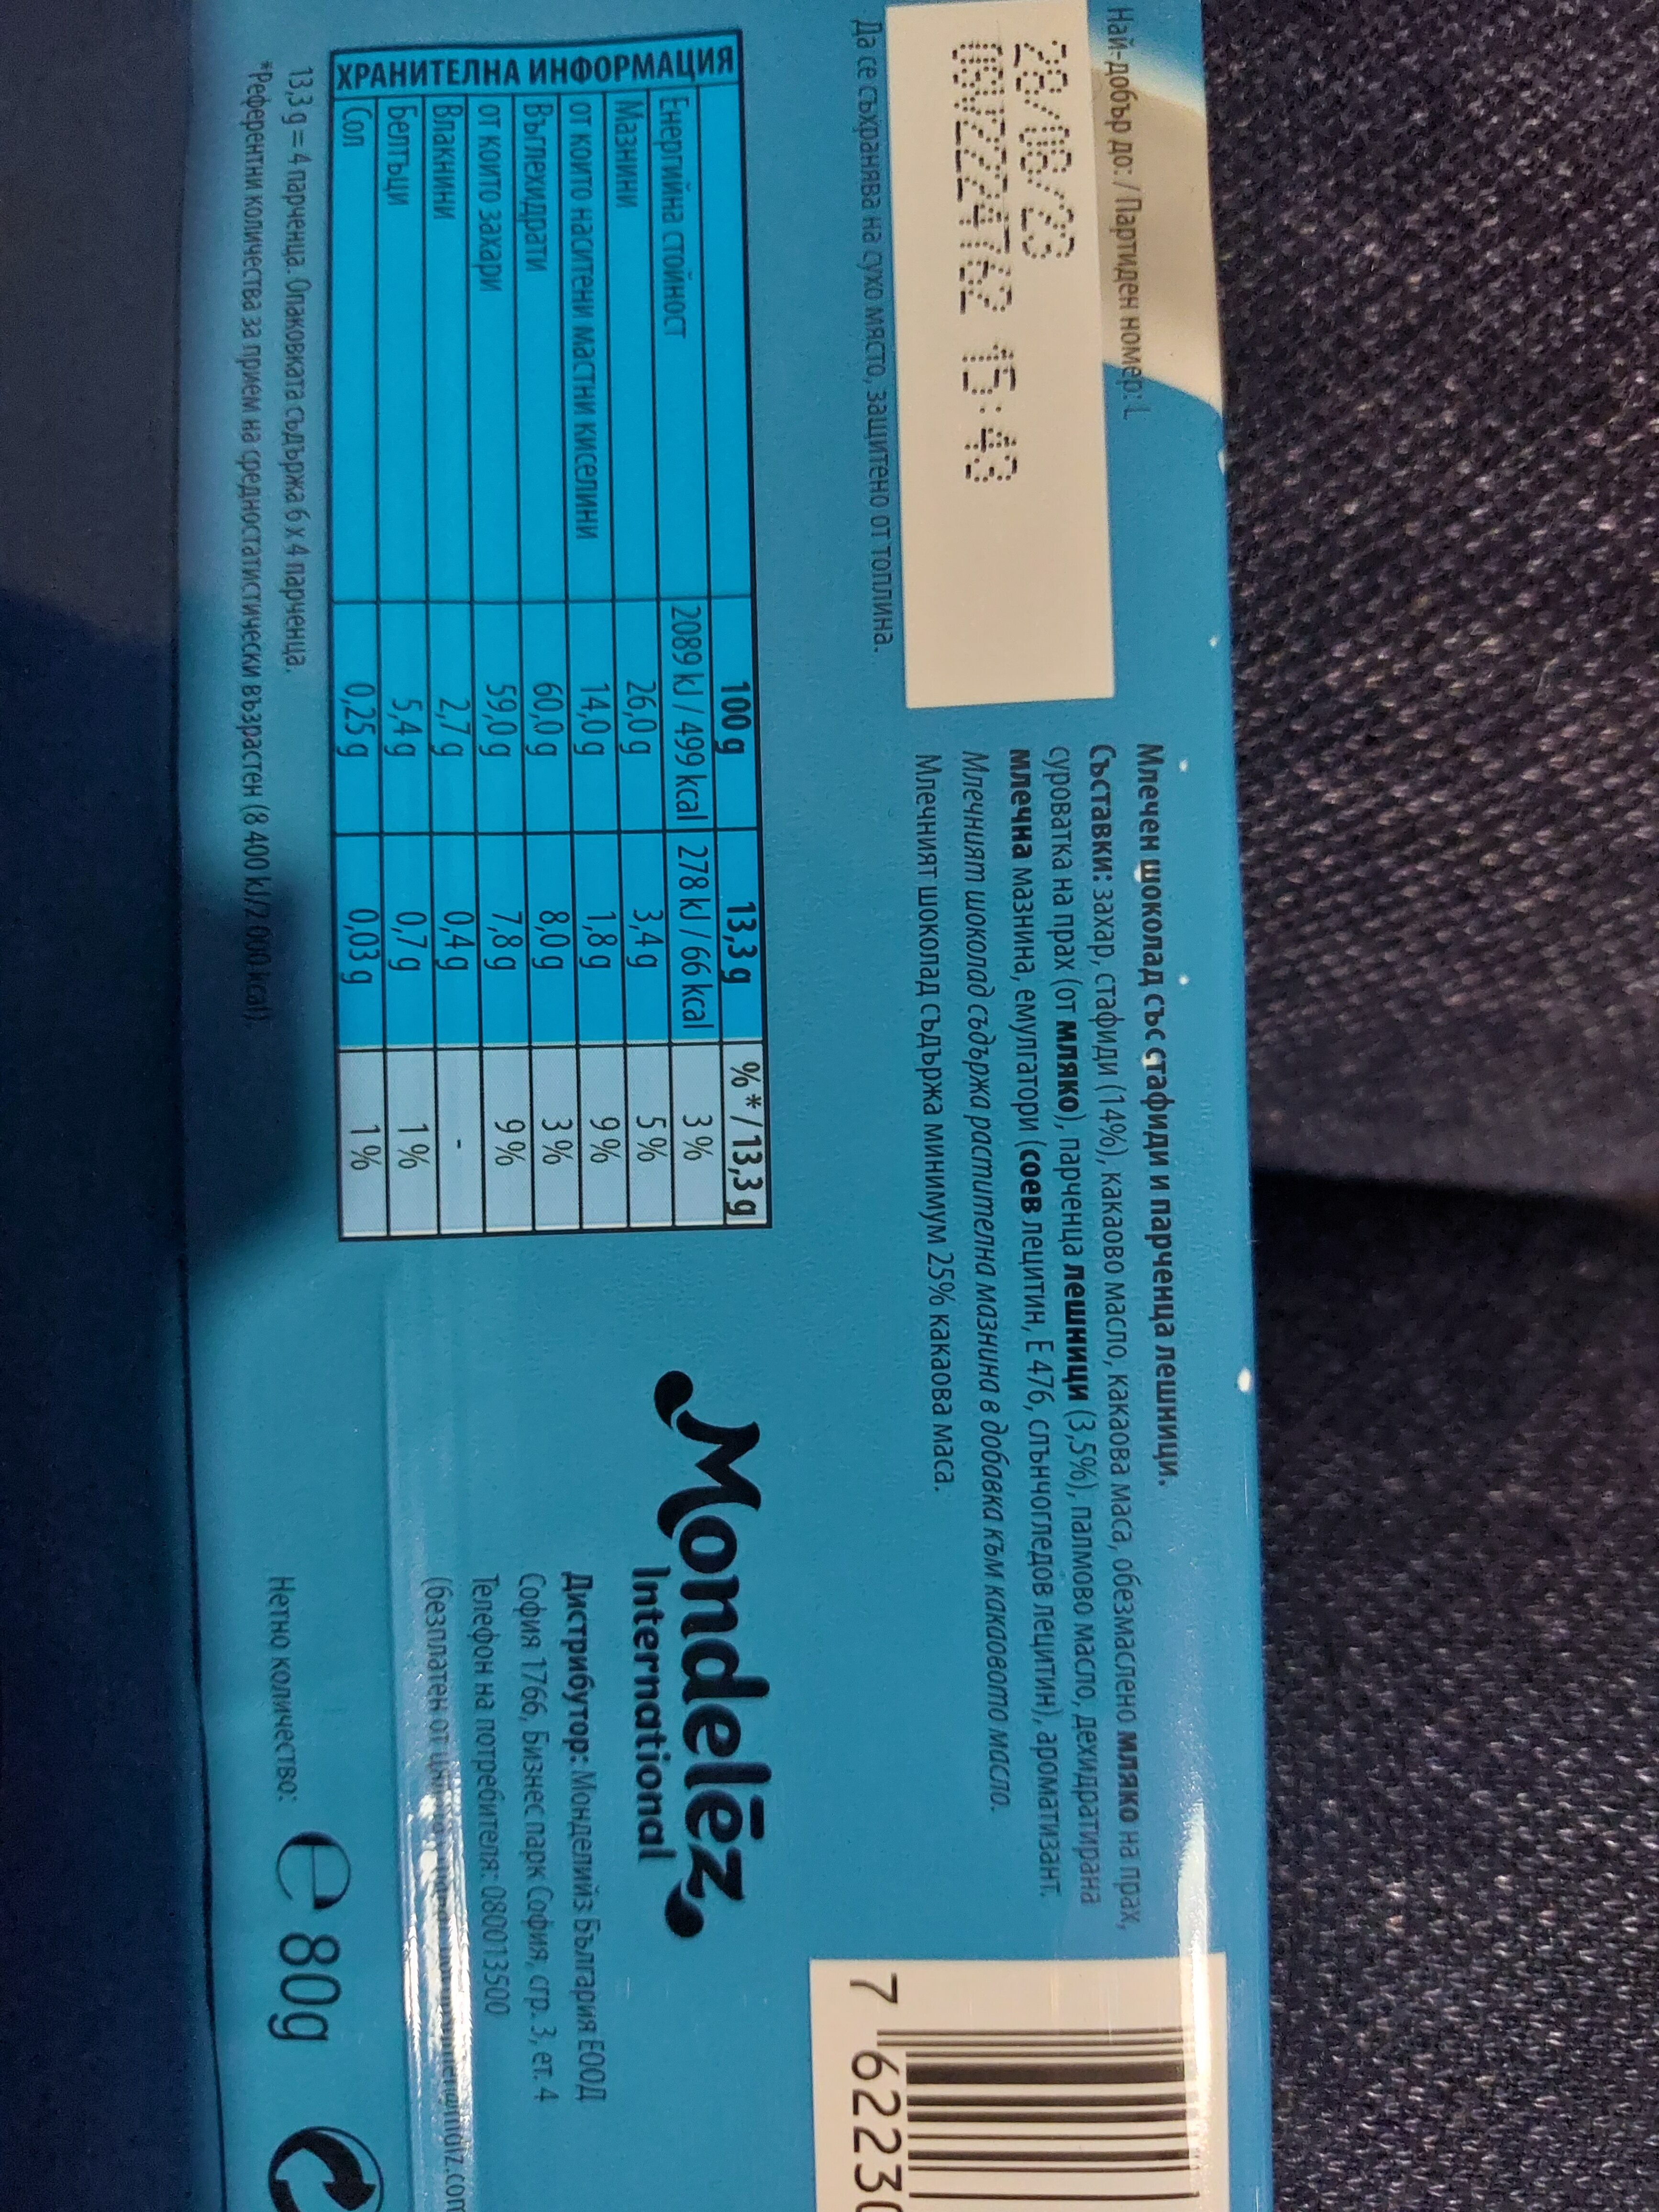 Най-добър до: / Партиден номер: L
28/08/23
15:43
Да се съхранява на сухо място, защитено от топлина.
Млечен шоколад със стафиди и парченца лешници.
Съставки: захар, стафиди (14%), какаово масло, какаова маса, обезмаслено мляко на прах,
суроватка на прах (от мляко), парченца лешници (3,5%), палмово масло, дехидратирана
млечна мазнина, емулгатори (соев лецитин, E 476, слънчогледов лецитин), ароматизант.
Млечният шоколад съдържа растителна мазнина в добавка към какаовото масло.
Млечният шоколад съдържа минимум 25% какаова маса.
ХРАНИТЕЛНА ИНФОРМАЦИЯ
100 g 13,3 g % */13,3 g
Енергийна стойност 2089 kJ / 499 kcal 278 kJ / 66 kcal 3 %
Мазнини 26,0 g 3,4 g 5 %
от които наситени мастни киселини 14,0 g 1,8 g 9 %
Въглехидрати 60,0 g 8,0 g 3 %
от които захари 59,0 g 7,8 g 9 %
Влакнини 2,7 g 0,4 g -
Белтъци 5,4 g 0,7 g 1 %
Сол 0,25 g 0,03 g 1 %
13,3 g = 4 парченца. Опаковката съдържа 6 x 4 парченца.
*Референтни количества за прием на средностатистически възрастен (8 400 kJ/2 000 kcal).
Mondelēz
International
Дистрибутор: Монделийз България ЕООД
София 1766, Бизнес парк София, сгр. 3, ет. 4
Телефон на потребителя: 080013500
(безплатен от
Нетно количество: e 80g
7 6223